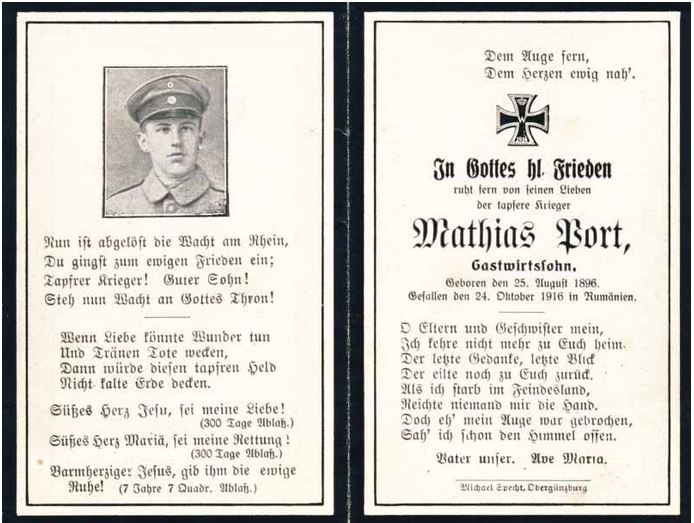 Nun ist abgelöst die Wacht am Rhein,
Du gingst zum ewigen Frieden ein;
Tapfrer Krieger! Guter Sohn!
Steh nun Wacht an Gottes Thron!
Wenn Liebe könnte Wunder tun
Und Tränen Tote wecken,
Dann würde diesen tapfren Held
Nicht kalte Erde decken.
Süßes Herz Jesu, sei meine Liebe!
(300 Tage Ablaß.)
Süßes Herz Mariä, sei meine Rettung!
(300 Tage Ablaß.)
Barmherziger Jesus, gib ihm die ewige
Ruhe! (7 Jahre 7 Quadr. Ablaß.)
Dem Auge fern,
Dem Herzen ewig nah'.
W
In Gottes hl. Frieden
ruht fern von seinen Lieben
der tapfere Krieger
Mathias Port,
Gastwirtssohn.
Geboren den 25. August 1896.
Gefallen den 24. Oktober 1916 in Rumänien.
O Eltern und Geschwister mein,
Ich kehre nicht mehr zu Euch heim.
Der letzte Gedanke, letzte Blick
Der eilte noch zu Euch zurück.
Als ich starb im Feindesland,
Reichte niemand mir die Hand.
Doch eh' mein Auge war gebrochen,
Sah' ich schon den Himmel offen.
Vater unser. Ave Maria.
Michael Specht, Obergünzburg